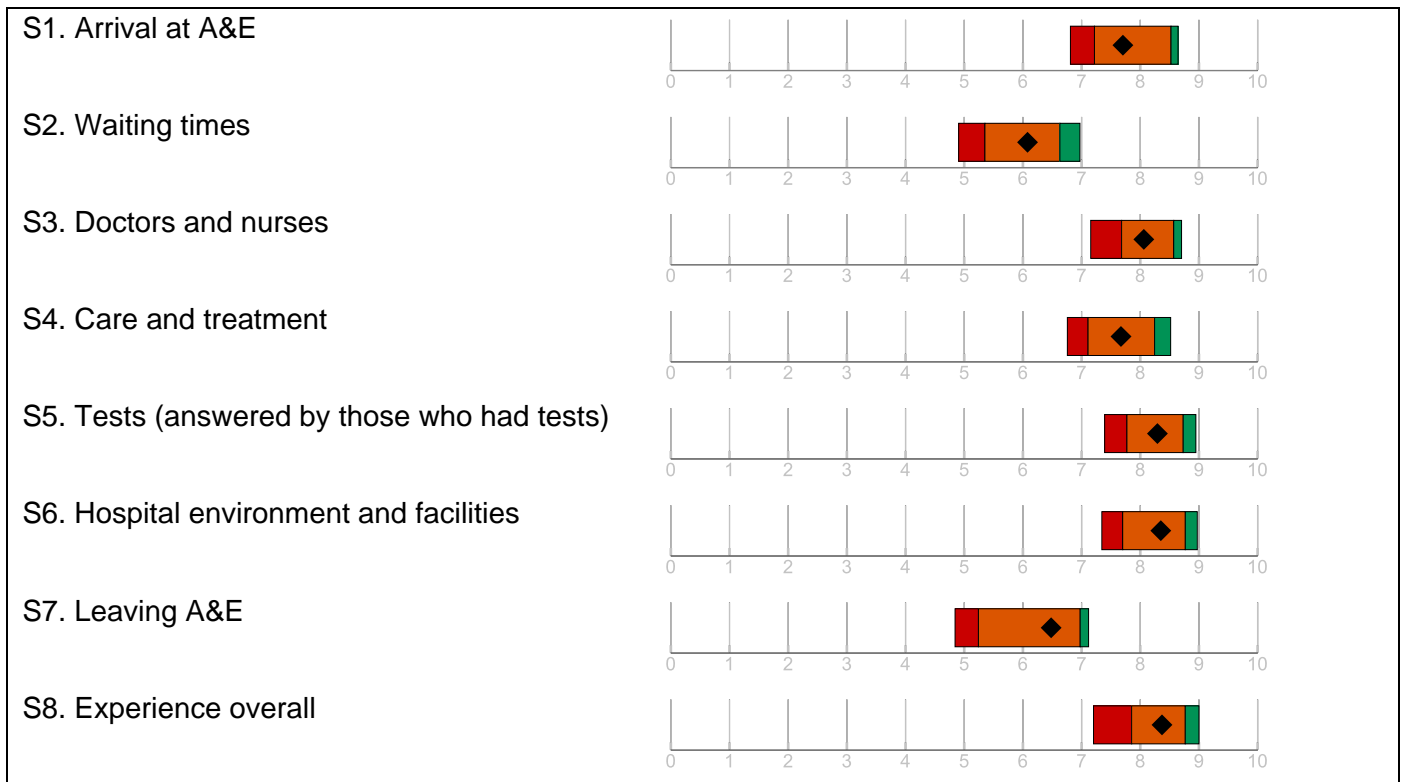 S1. Arrival at A&E
0 1 2 3 4 5 6 7 8 9 10
S2. Waiting times
0 1 2 3 4 5 6 7 8 9 10
S3. Doctors and nurses
0 1 2 3 4 5 6 7 8 9 10
S4. Care and treatment
0 1 2 3 4 5 6 7 8 9 10
S5. Tests (answered by those who had tests)
0 1 2 3 4 5 6 7 8 9 10
S6. Hospital environment and facilities
0 1 2 3 4 5 6 7 8 9 10
S7. Leaving A&E
0 1 2 3 4 5 6 7 8 9 10
S8. Experience overall
0 1 2 3 4 5 6 7 8 9 10